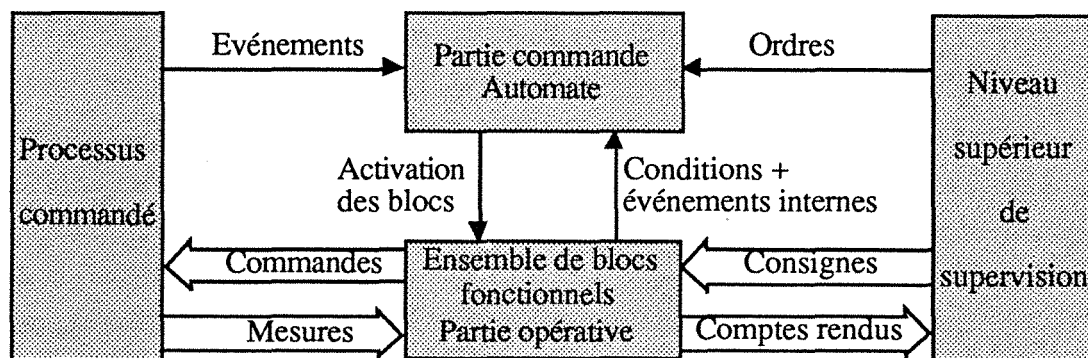 Evénements
Partie commande
Automate
Ordres
Niveau
supérieur
de
supervision
Processus
commandé
Activation
des blocs
Conditions +
événements internes
Commandes
Ensemble de blocs
fonctionnels
Partie opérative
Consignes
Mesures
Comptes rendus